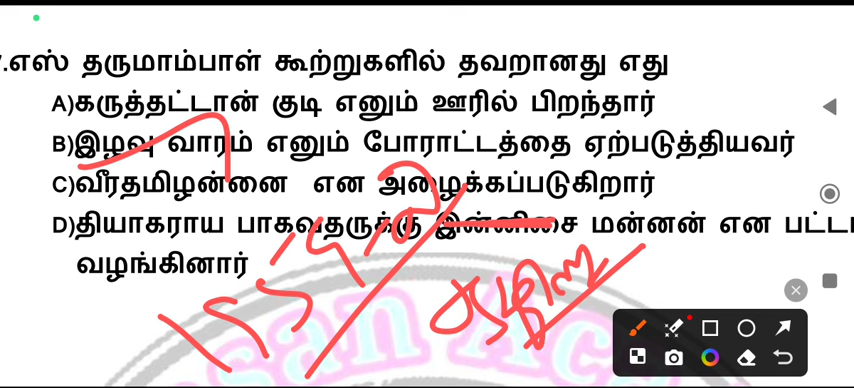 .எஸ் தருமாம்பாள் கூற்றுகளில் தவறானது எது
A)கருத்தட்டான் குடி எனும் ஊரில் பிறந்தார்
B)இழவு வாரம் எனும் போராட்டத்தை ஏற்படுத்தியவர்
C)வீரதமிழன்னை என அழைக்கப்படுகிறார்
D)தியாகராய பாகவதருக்கு இன்னிசை மன்னன் என பட்ட
வழங்கினார்